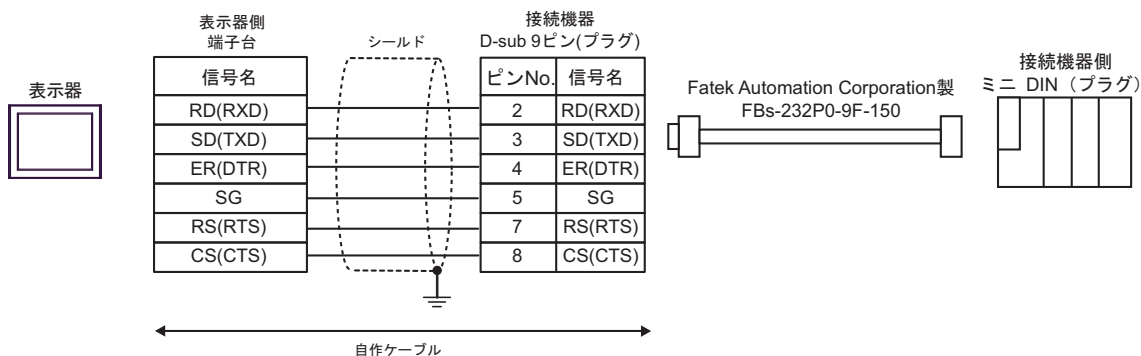 表示器
表示器側
端子台
信号名
RD(RXD)
SD(TXD)
ER(DTR)
SG
RS(RTS)
CS(CTS)
シールド
接続機器
D-sub 9ピン(プラグ)
ピンNo. 信号名
2 RD(RXD)
3 SD(TXD)
4 ER(DTR)
5 SG
7 RS(RTS)
8 CS(CTS)
自作ケーブル
Fatek Automation Corporation製
FBs-232P0-9F-150
接続機器側
ミニ DIN（プラグ）